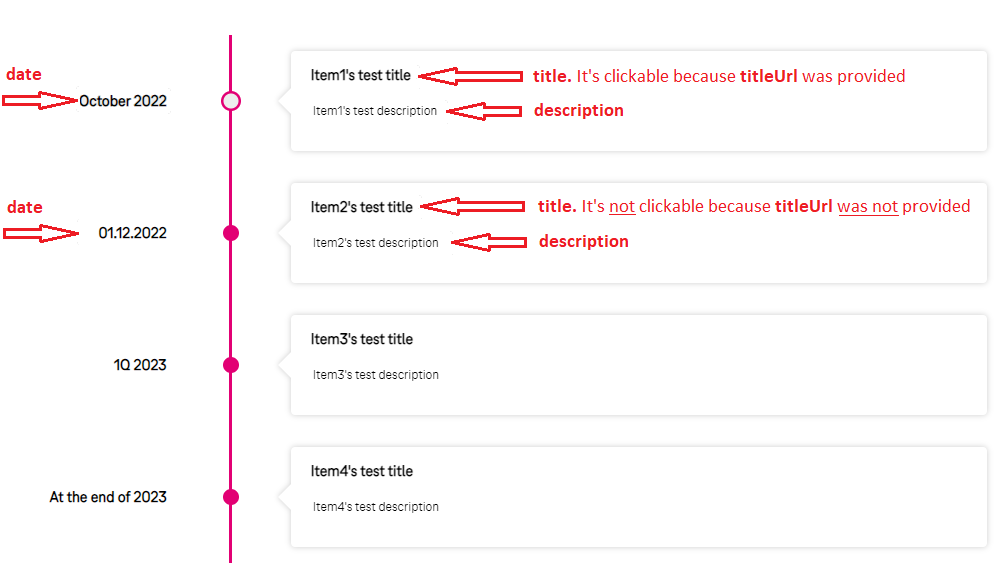 date
October 2022
Item1's test title
title. It's clickable because titleUrl was provided
Item1's test description
description
date
01.12.2022
Item2's test title
title. It's not clickable because titleUrl was not provided
Item2's test description
description
1Q 2023
Item3's test title
Item3's test description
At the end of 2023
Item4's test title
Item4's test description